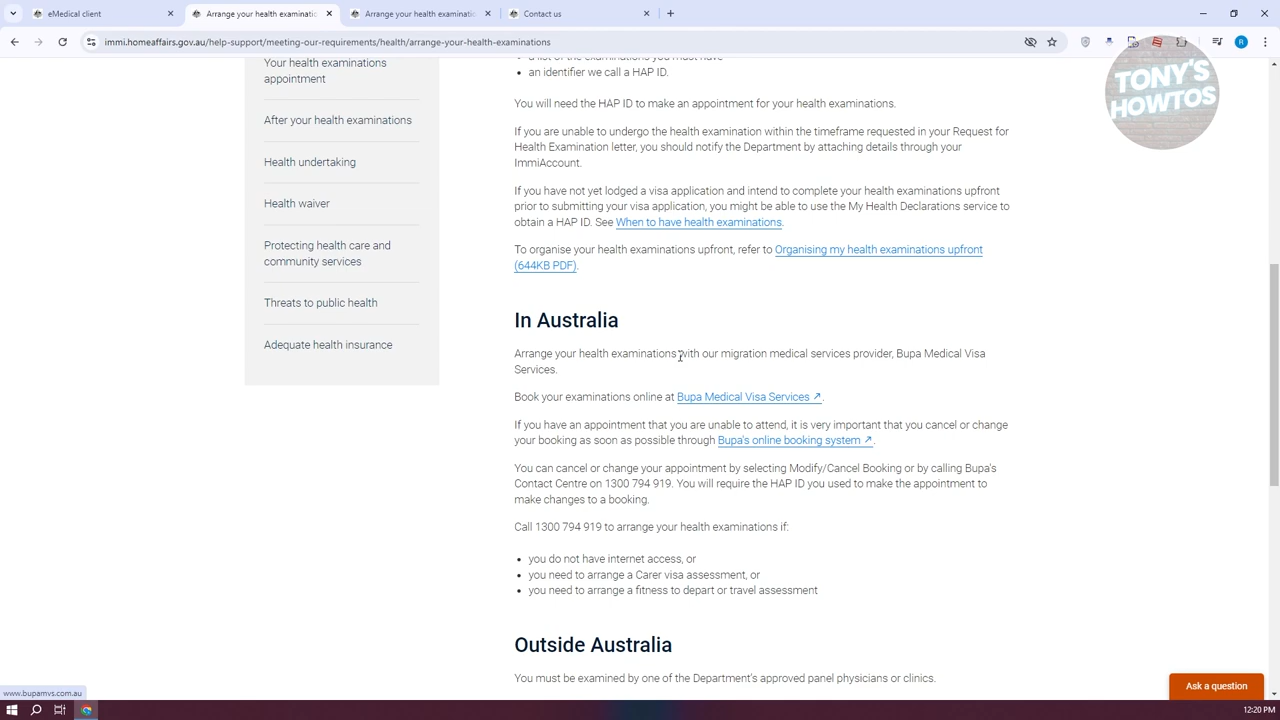 eMedical client
Arrange your health examinatio
Arrange your health examinatio
Contact us
immi.homeaffairs.gov.au/help-support/meeting-our-requirements/health/arrange-your-health-examinations
R
TONY'S
HOWTOS
Your health examinations
appointment
After your health examinations
Health undertaking
Health waiver
Protecting health care and
community services
Threats to public health
Adequate health insurance
a list of the examinations you must have
• an identifier we call a HAP ID.
You will need the HAP ID to make an appointment for your health examinations.
If you are unable to undergo the health examination within the timeframe requested in your Request for
Health Examination letter, you should notify the Department by attaching details through your
ImmiAccount.
If you have not yet lodged a visa application and intend to complete your health examinations upfront
prior to submitting your visa application, you might be able to use the My Health Declarations service to
obtain a HAP ID. See When to have health examinations.
To organise your health examinations upfront, refer to Organising my health examinations upfront
(644KB PDF).
In Australia
Arrange your health examinations with our migration medical services provider, Bupa Medical Visa
Services.
Book your examinations online at Bupa Medical Visa Services ↗.
If you have an appointment that you are unable to attend, it is very important that you cancel or change
your booking as soon as possible through Bupa's online booking system ↗.
You can cancel or change your appointment by selecting Modify/Cancel Booking or by calling Bupa's
Contact Centre on 1300 794 919. You will require the HAP ID you used to make the appointment to
make changes to a booking.
Call 1300 794 919 to arrange your health examinations if:
• you do not have internet access, or
• you need to arrange a Carer visa assessment, or
• you need to arrange a fitness to depart or travel assessment
Outside Australia
You must be examined by one of the Department's approved panel physicians or clinics.
Ask a question
www.bupamvs.com.au
12:20 PM